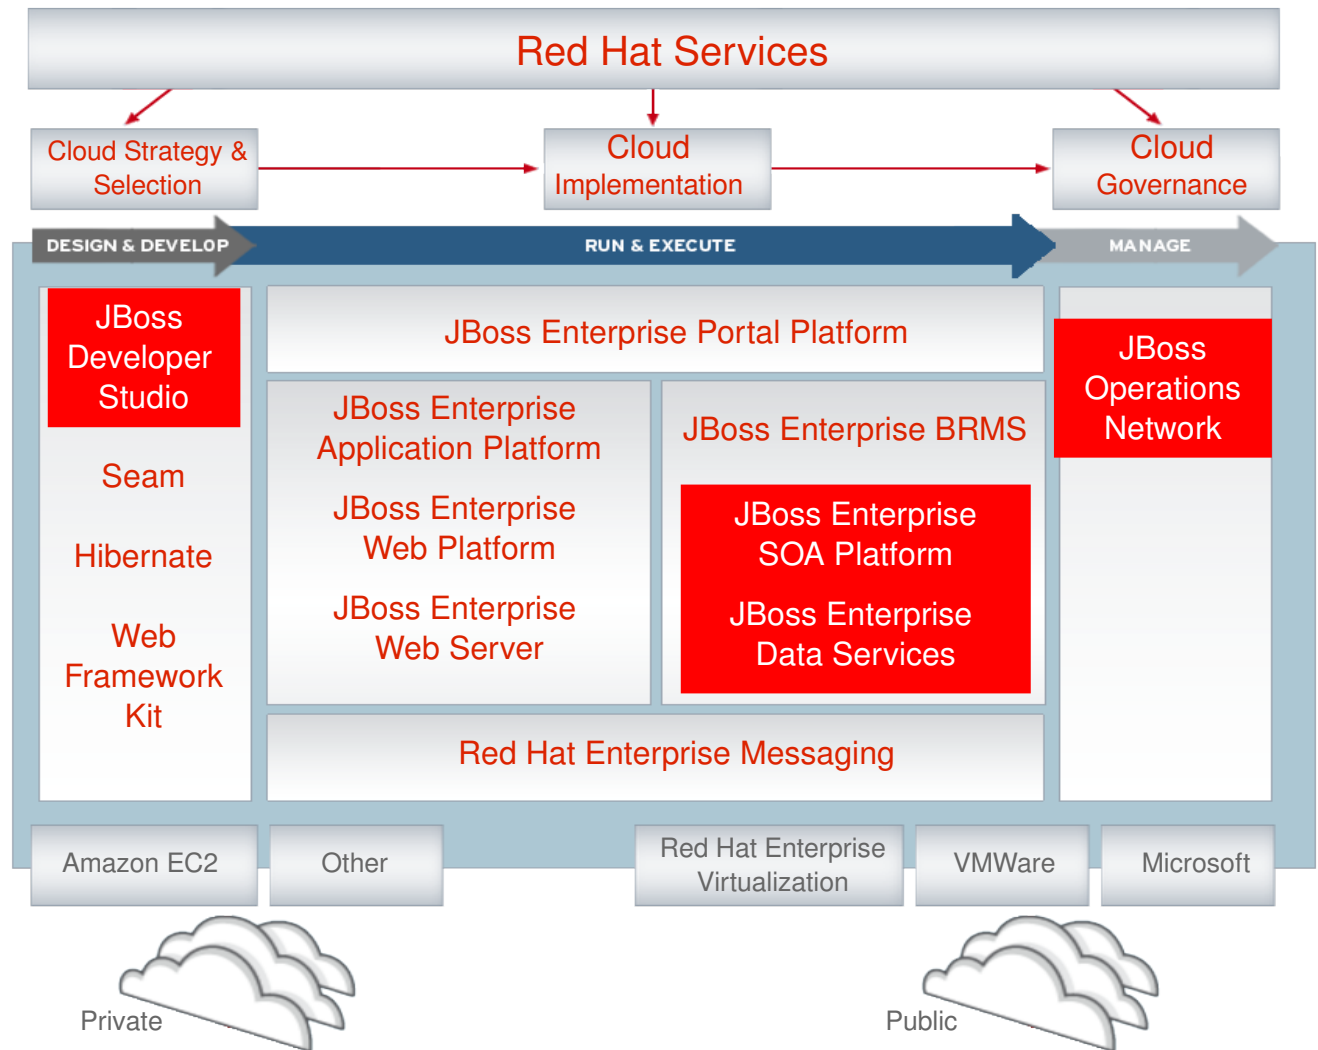 Red Hat Services
Cloud Strategy &
Selection
Cloud
Implementation
Cloud
Governance
DESIGN & DEVELOP
RUN & EXECUTE
MANAGE
JBoss
Developer
Studio
Seam
Hibernate
Web
Framework
Kit
JBoss Enterprise Portal Platform
JBoss Enterprise
Application Platform
JBoss Enterprise
Web Platform
JBoss Enterprise
Web Server
JBoss Enterprise BRMS
JBoss Enterprise
SOA Platform
JBoss Enterprise
Data Services
Red Hat Enterprise Messaging
JBoss
Operations
Network
Amazon EC2
Other
Red Hat Enterprise
Virtualization
VMWare
Microsoft
Private
Public